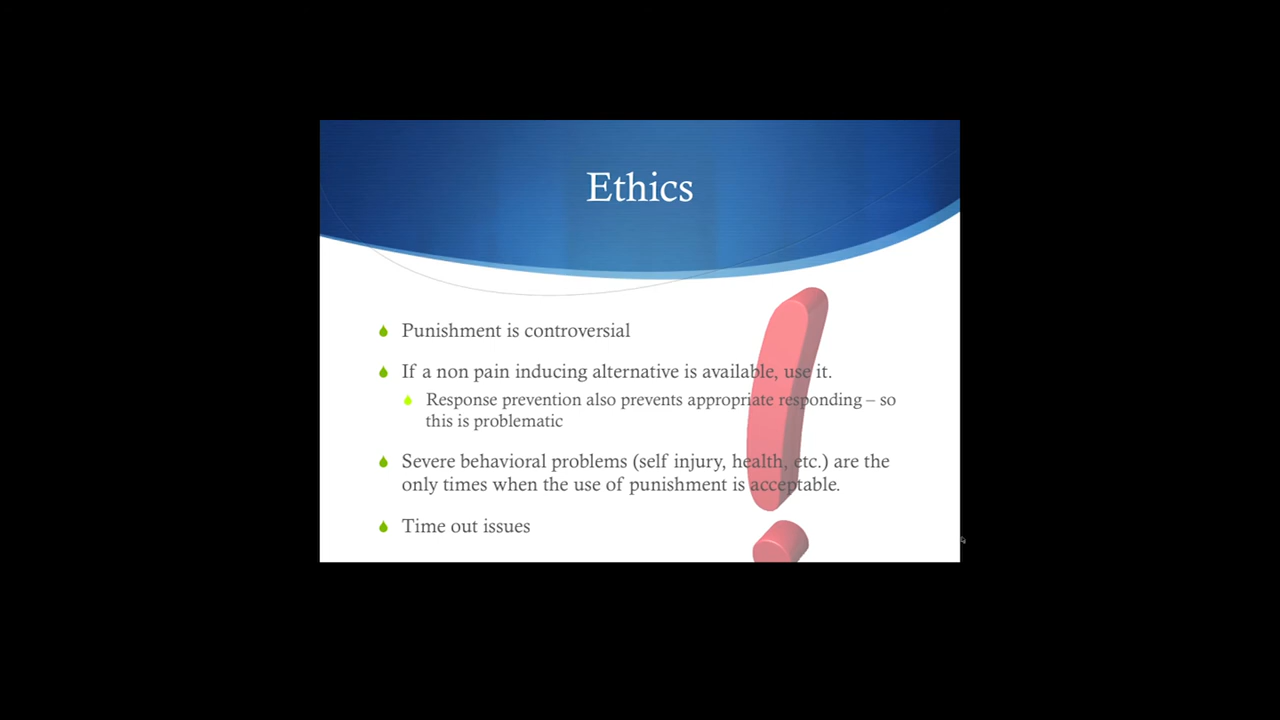 Ethics
Punishment is controversial
If a non pain inducing alternative is available, use it.
Response prevention also prevents appropriate responding – so
this is problematic
Severe behavioral problems (self injury, health, etc.) are the
only times when the use of punishment is acceptable.
Time out issues